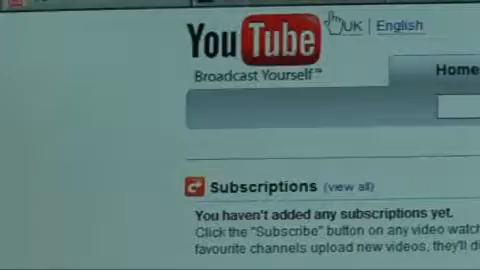 YouTube
UK | English
Broadcast Yourself™
Home
Subscriptions (view all)
You haven't added any subscriptions yet.
Click the "Subscribe" button on any video watch
favourite channels upload new videos, they'll